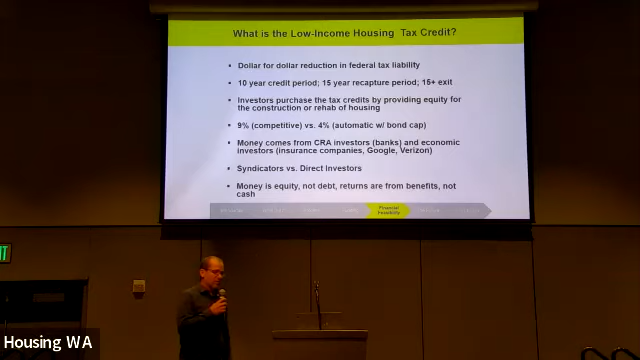 What is the Low-Income Housing Tax Credit?
• Dollar for dollar reduction in federal tax liability
• 10 year credit period; 15 year recapture period; 15+ exit
• Investors purchase the tax credits by providing equity for
the construction or rehab of housing
• 9% (competitive) vs. 4% (automatic w/ bond cap)
• Money comes from CRA investors (banks) and economic
investors (insurance companies, Google, Verizon)
• Syndicators vs. Direct Investors
• Money is equity, not debt, returns are from benefits, not
cash
Financial
Feasibility
IT
Housing WA